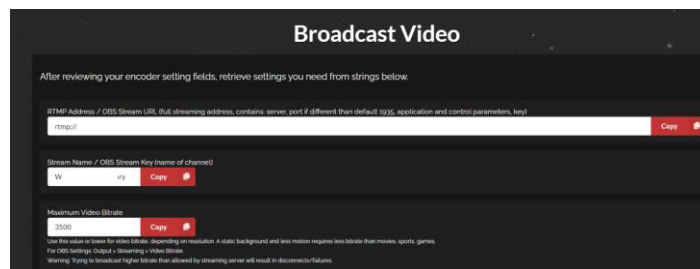 Broadcast Video
After reviewing your encoder setting fields, retrieve settings you need from strings below.
RTMP Address / OBS Stream URL (full streaming address, contains: server, port if different than default 1935, application and control parameters, key)
rtmp://
Copy
Stream Name / OBS Stream Key (name of channel)
W ry
Copy
Maximum Video Bitrate
3500
Copy
Use this value or lower for video bitrate, depending on resolution. A static background and less motion requires less bitrate than movies, sports, games.
For OBS Settings: Output > Streaming > Video Bitrate.
Warning: Trying to broadcast higher bitrate than allowed by streaming server will result in disconnects/failures.